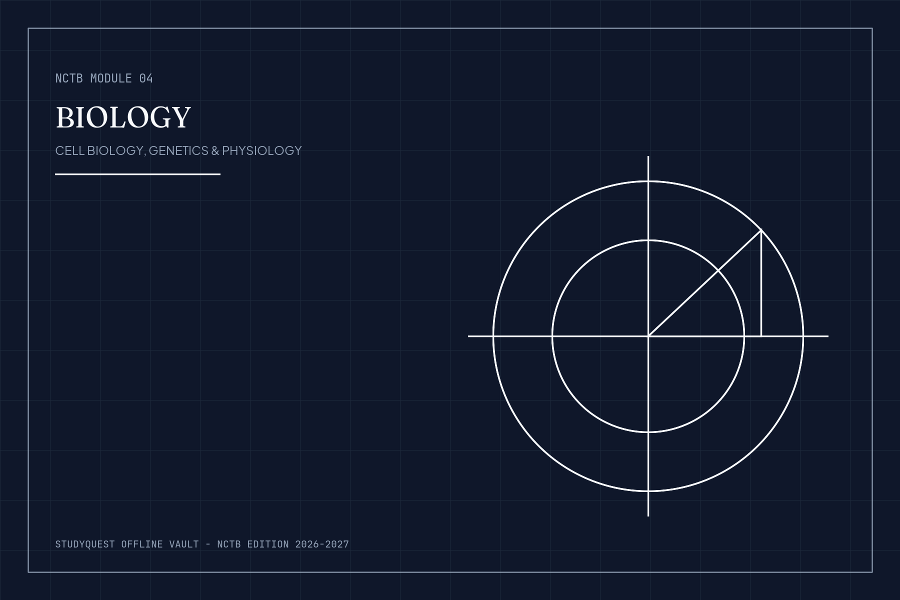 NCTB MODULE 04
BIOLOGY
CELL BIOLOGY, GENETICS & PHYSIOLOGY
STUDYQUEST OFFLINE VAULT - NCTB EDITION 2026-2027